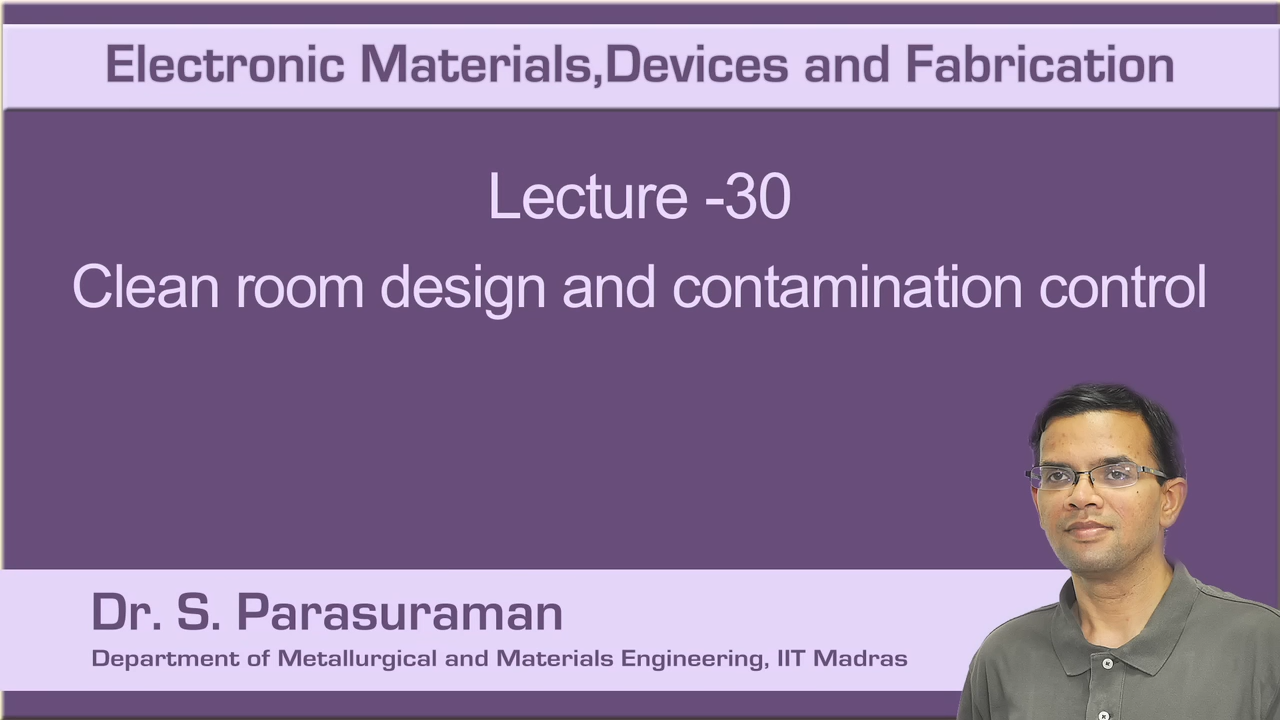 Electronic Materials,Devices and Fabrication
Lecture -30
Clean room design and contamination control
Dr. S. Parasuraman
Department of Metallurgical and Materials Engineering, IIT Madras